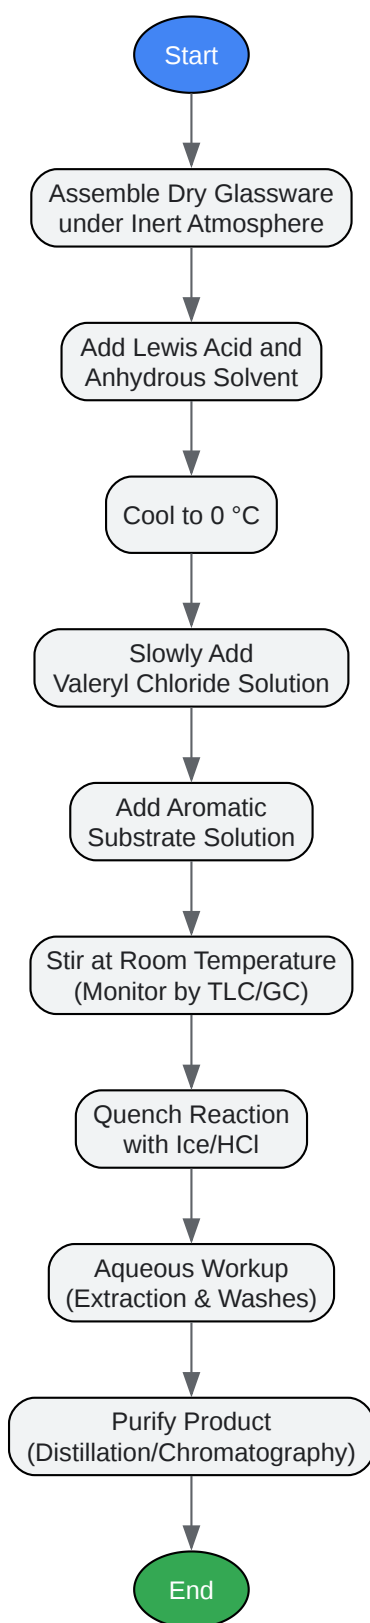 Start
Assemble Dry Glassware
under Inert Atmosphere
Add Lewis Acid and
Anhydrous Solvent
Cool to 0 °C
Slowly Add
Valeryl Chloride Solution
Add Aromatic
Substrate Solution
Stir at Room Temperature
(Monitor by TLC/GC)
Quench Reaction
with Ice/HCl
Aqueous Workup
(Extraction & Washes)
Purify Product
(Distillation/Chromatography)
End